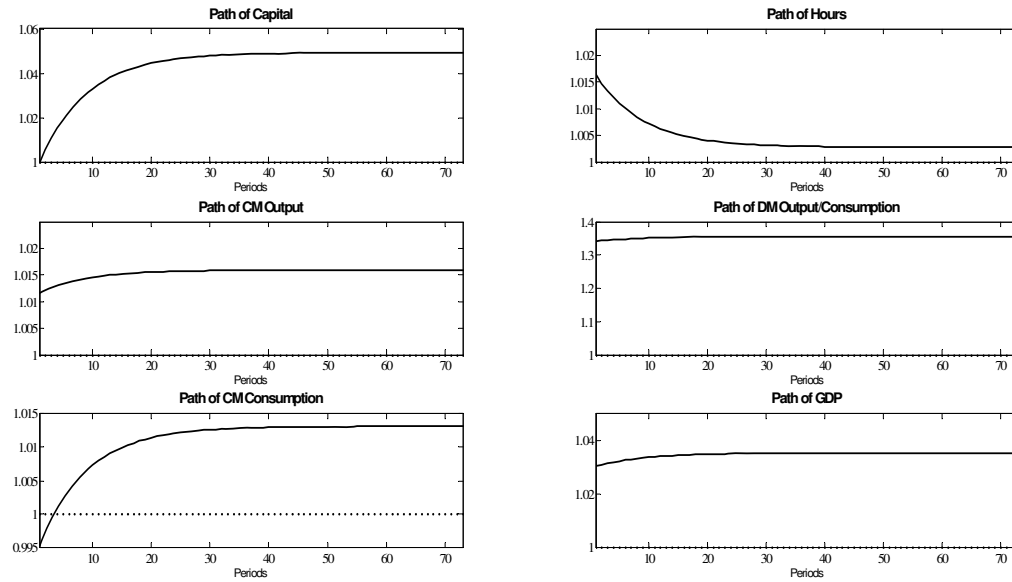 Path of Capital
1.06
1.04
1.02
1
10 20 30 40 50 60 70
Periods
Path of Hours
1.02
1.015
1.01
1.005
1
10 20 30 40 50 60 70
Periods
Path of CM Output
1.02
1.015
1.01
1.005
1
10 20 30 40 50 60 70
Periods
Path of DM Output/Consumption
1.4
1.3
1.2
1.1
1
10 20 30 40 50 60 70
Periods
Path of CM Consumption
1.015
1.01
1.005
1
0.995
10 20 30 40 50 60 70
Periods
Path of GDP
1.04
1.02
1
10 20 30 40 50 60 70
Periods